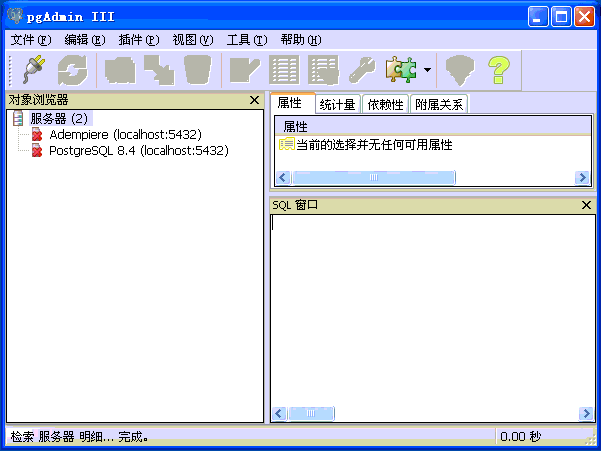 pgAdmin III
文件(F) 编辑(E) 插件(P) 视图(V) 工具(T) 帮助(H)
对象浏览器
服务器 (2)
Adempiere (localhost:5432)
PostgreSQL 8.4 (localhost:5432)
属性 统计量 依赖性 附属关系
属性
当前的选择并无任何可用属性
SQL 窗口
检索 服务器 明细... 完成。 0.00 秒